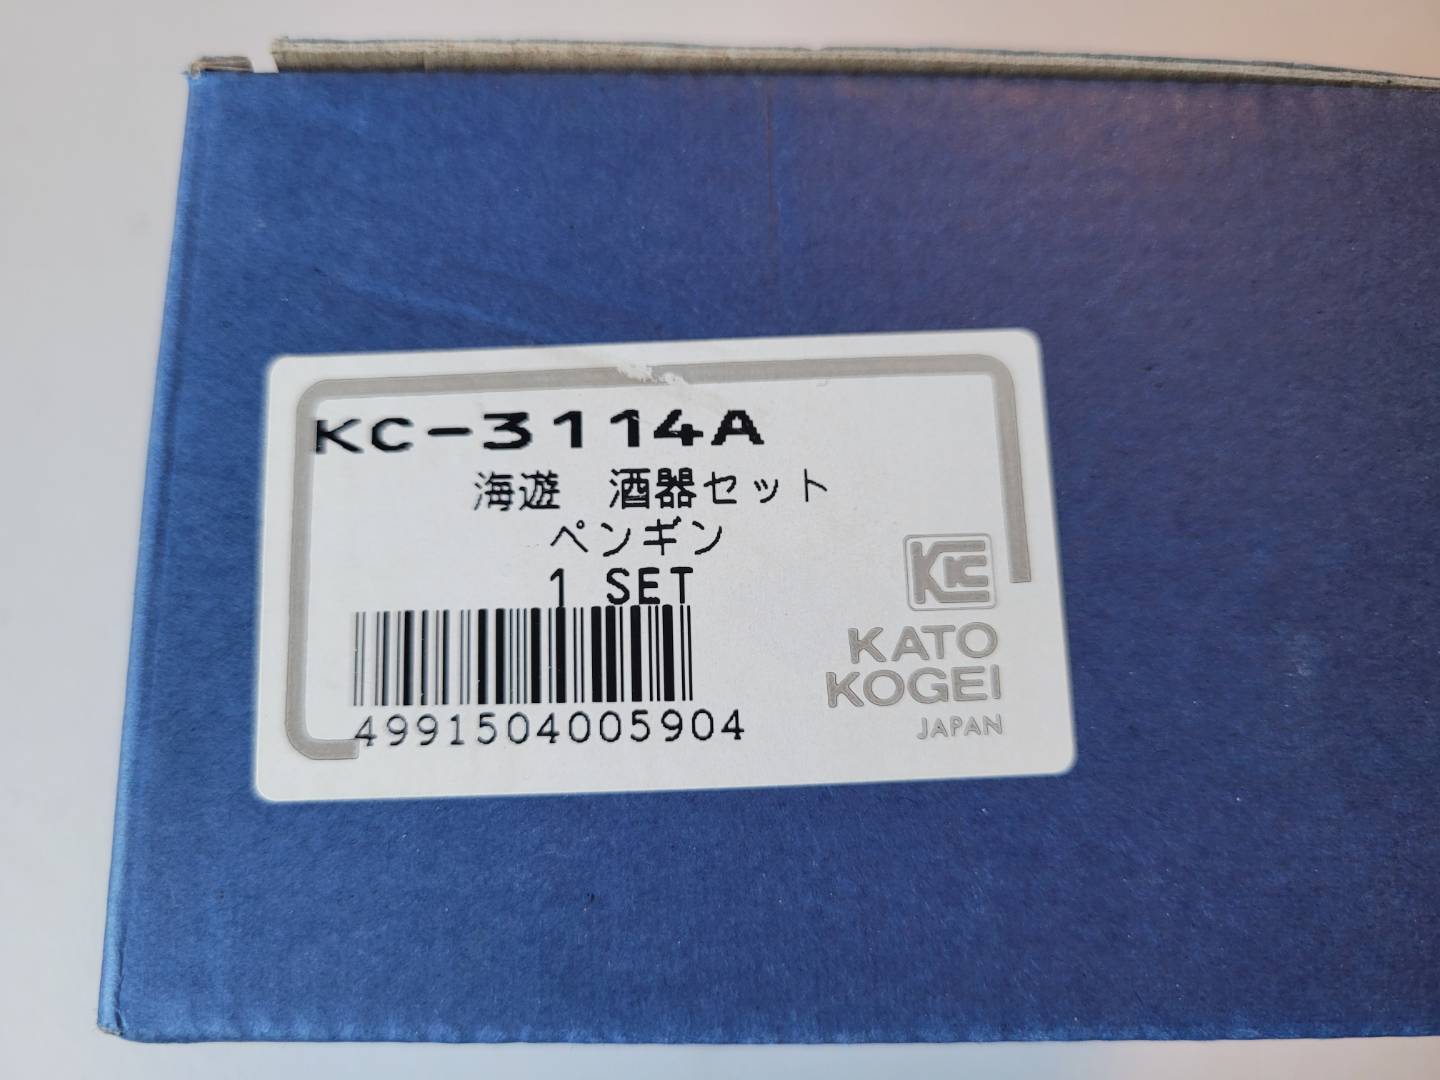 KC-3114A
海遊　酒器セット
ペンギン
1 SET
4991504005904
KC
KATO
KOGEI
JAPAN